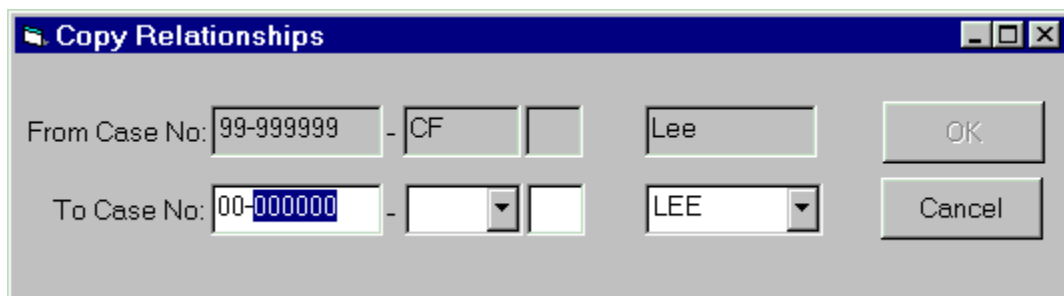 Copy Relationships
From Case No: 99-999999 - CF Lee OK
To Case No: 00-000000 - LEE Cancel